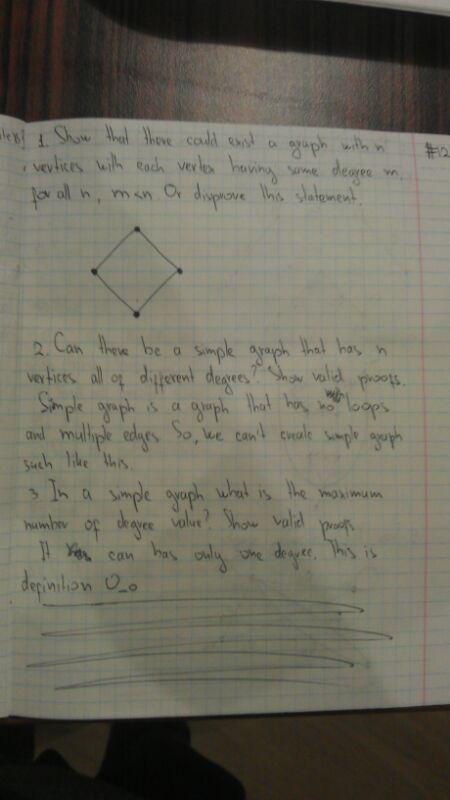 1. Show that there could exist a graph with n #12
vertices with each vertex having same degree m,
for all n, m<n Or disprove this statement.
2. Can there be a simple graph that has n
vertices all of different degrees? Show valid proofs.
Simple graph is a graph that has no loops
and multiple edges. So, we can't create simple graph
such like this.
3. In a simple graph what is the maximum
number of degree value? Show valid proofs
It can has only one degree. This is
definition O_o